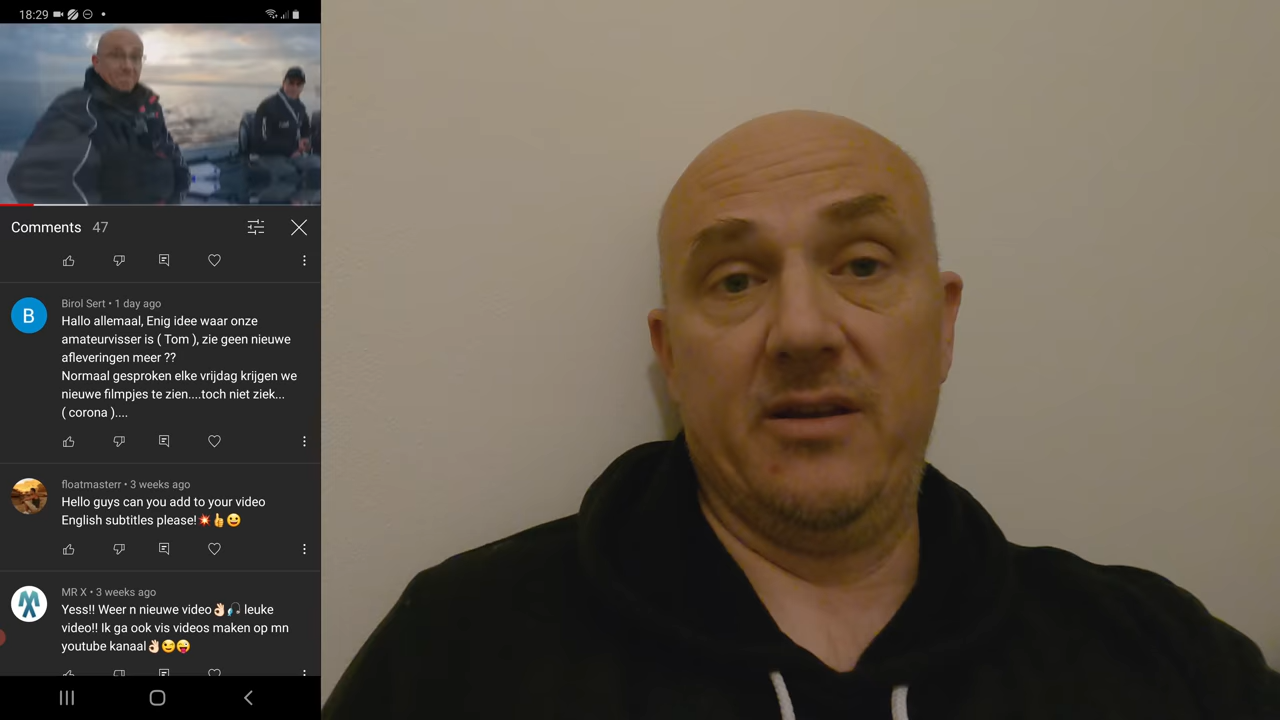 18:29
Comments 47
Birol Sert • 1 day ago
Hallo allemaal, Enig idee waar onze
amateurvisser is ( Tom ), zie geen nieuwe
afleveringen meer ??
Normaal gesproken elke vrijdag krijgen we
nieuwe filmpjes te zien....toch niet ziek...
( corona )....
B
floatmasterr • 3 weeks ago
Hello guys can you add to your video
English subtitles please!💥👍😀
MR X • 3 weeks ago
Yess!! Weer n nieuwe video👌🏻🎣 leuke
video!! Ik ga ook vis videos maken op mn
youtube kanaal👌🏻😉😜